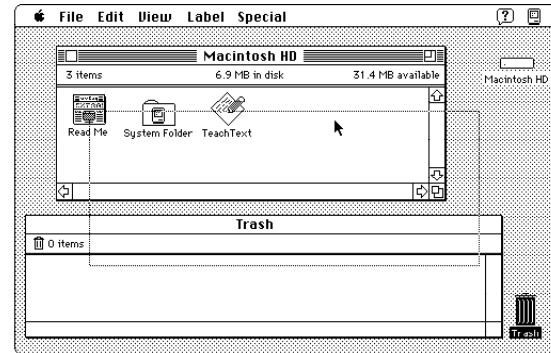 File Edit View Label Special
Macintosh HD
3 items 6.9 MB in disk 31.4 MB available
Macintosh HD
EXTRA!
Read Me System Folder TeachText
Trash
0 items
Trash